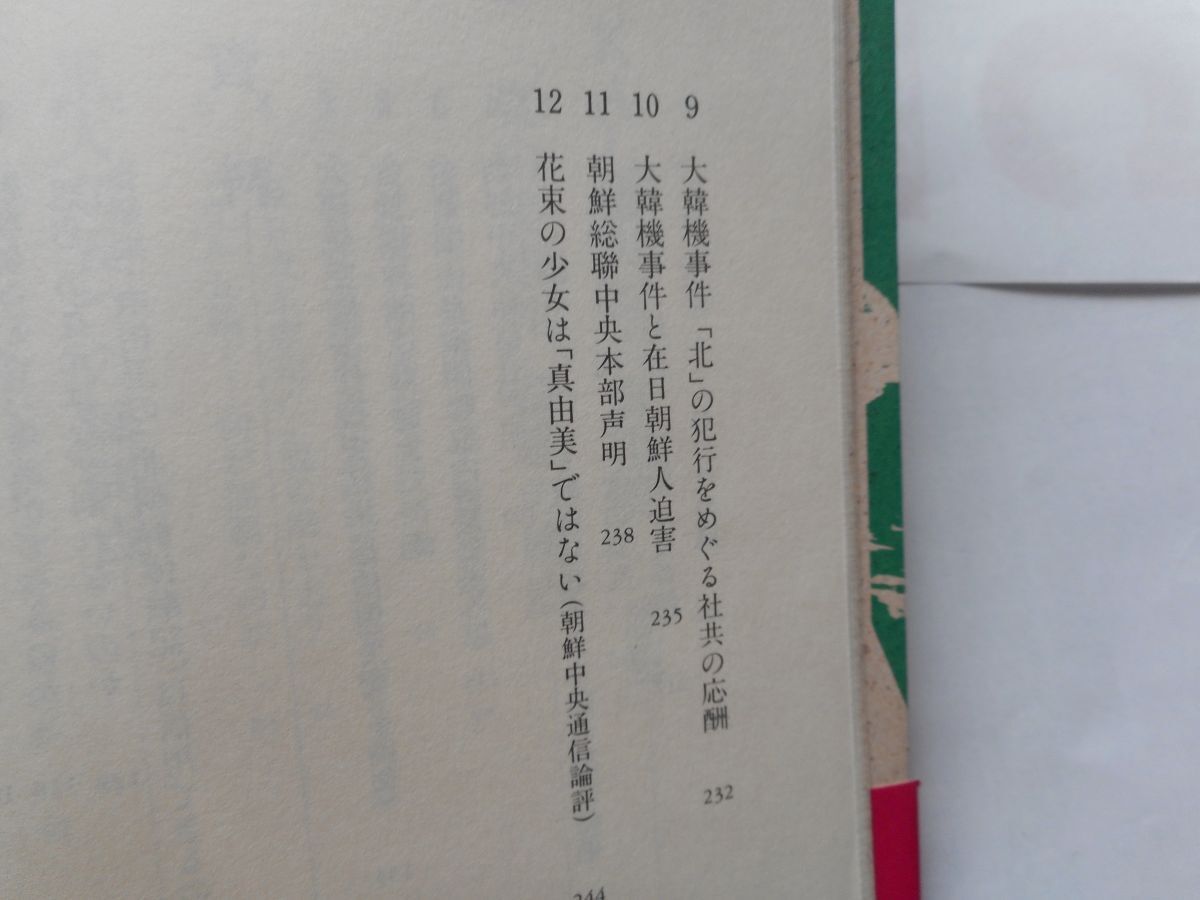 9 大韓機事件「北」の犯行をめぐる社共の応酬 232
10 大韓機事件と在日朝鮮人迫害 235
11 朝鮮総聯中央本部声明 238
12 花束の少女は「真由美」ではない（朝鮮中央通信論評） 244